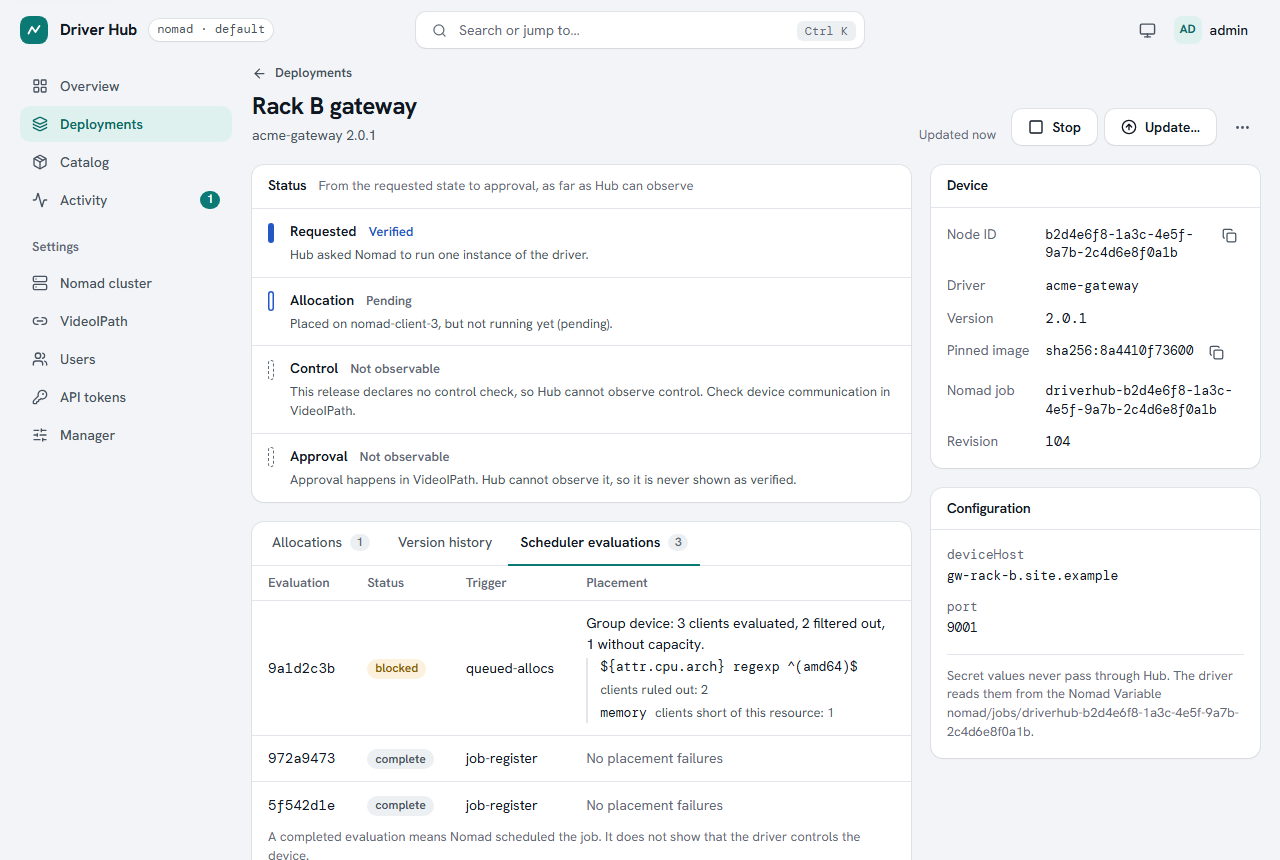 Driver Hub
nomad · default
Search or jump to...
Ctrl K
AD
admin
Overview
Deployments
Catalog
Activity
1
Settings
Nomad cluster
VideoIPath
Users
API tokens
Manager
Deployments
Rack B gateway
acme-gateway 2.0.1
Updated now
Stop
Update...
Status From the requested state to approval, as far as Hub can observe
Requested Verified
Hub asked Nomad to run one instance of the driver.
Allocation Pending
Placed on nomad-client-3, but not running yet (pending).
Control Not observable
This release declares no control check, so Hub cannot observe control. Check device communication in
VideoIPath.
Approval Not observable
Approval happens in VideoIPath. Hub cannot observe it, so it is never shown as verified.
Allocations 1
Version history
Scheduler evaluations 3
Evaluation Status Trigger Placement
9a1d2c3b blocked queued-allocs
Group device: 3 clients evaluated, 2 filtered out,
1 without capacity.
${attr.cpu.arch} regexp ^(amd64)$
clients ruled out: 2
memory clients short of this resource: 1
972a9473 complete job-register No placement failures
5f542d1e complete job-register No placement failures
A completed evaluation means Nomad scheduled the job. It does not show that the driver controls the
device.
Device
Node ID b2d4e6f8-1a3c-4e5f-
9a7b-2c4d6e8f0a1b
Driver acme-gateway
Version 2.0.1
Pinned image sha256:8a4410f73600
Nomad job driverhub-b2d4e6f8-1a3c-
4e5f-9a7b-2c4d6e8f0a1b
Revision 104
Configuration
deviceHost
gw-rack-b.site.example
port
9001
Secret values never pass through Hub. The driver
reads them from the Nomad Variable
nomad/jobs/driverhub-b2d4e6f8-1a3c-4e5f-9a7b-
2c4d6e8f0a1b.